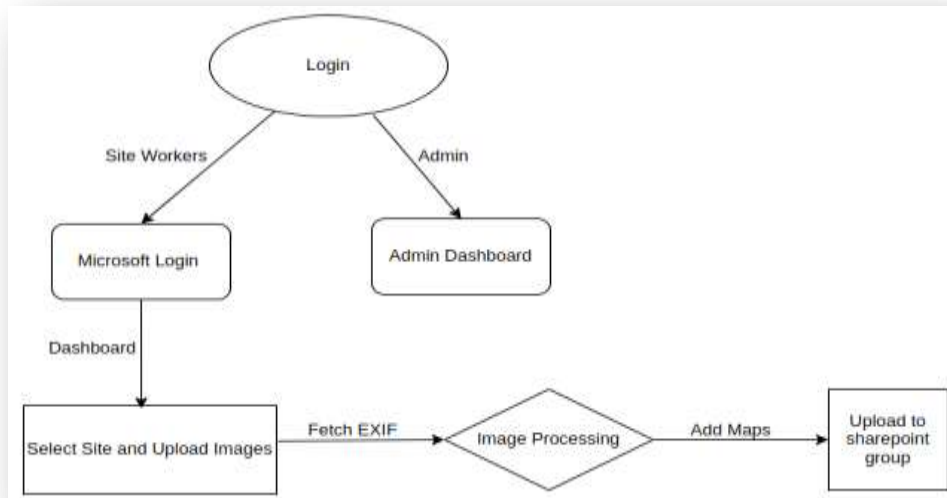 Login
Site Workers
Admin
Microsoft Login
Admin Dashboard
Dashboard
Select Site and Upload Images
Fetch EXIF
Image Processing
Add Maps
Upload to
sharepoint
group